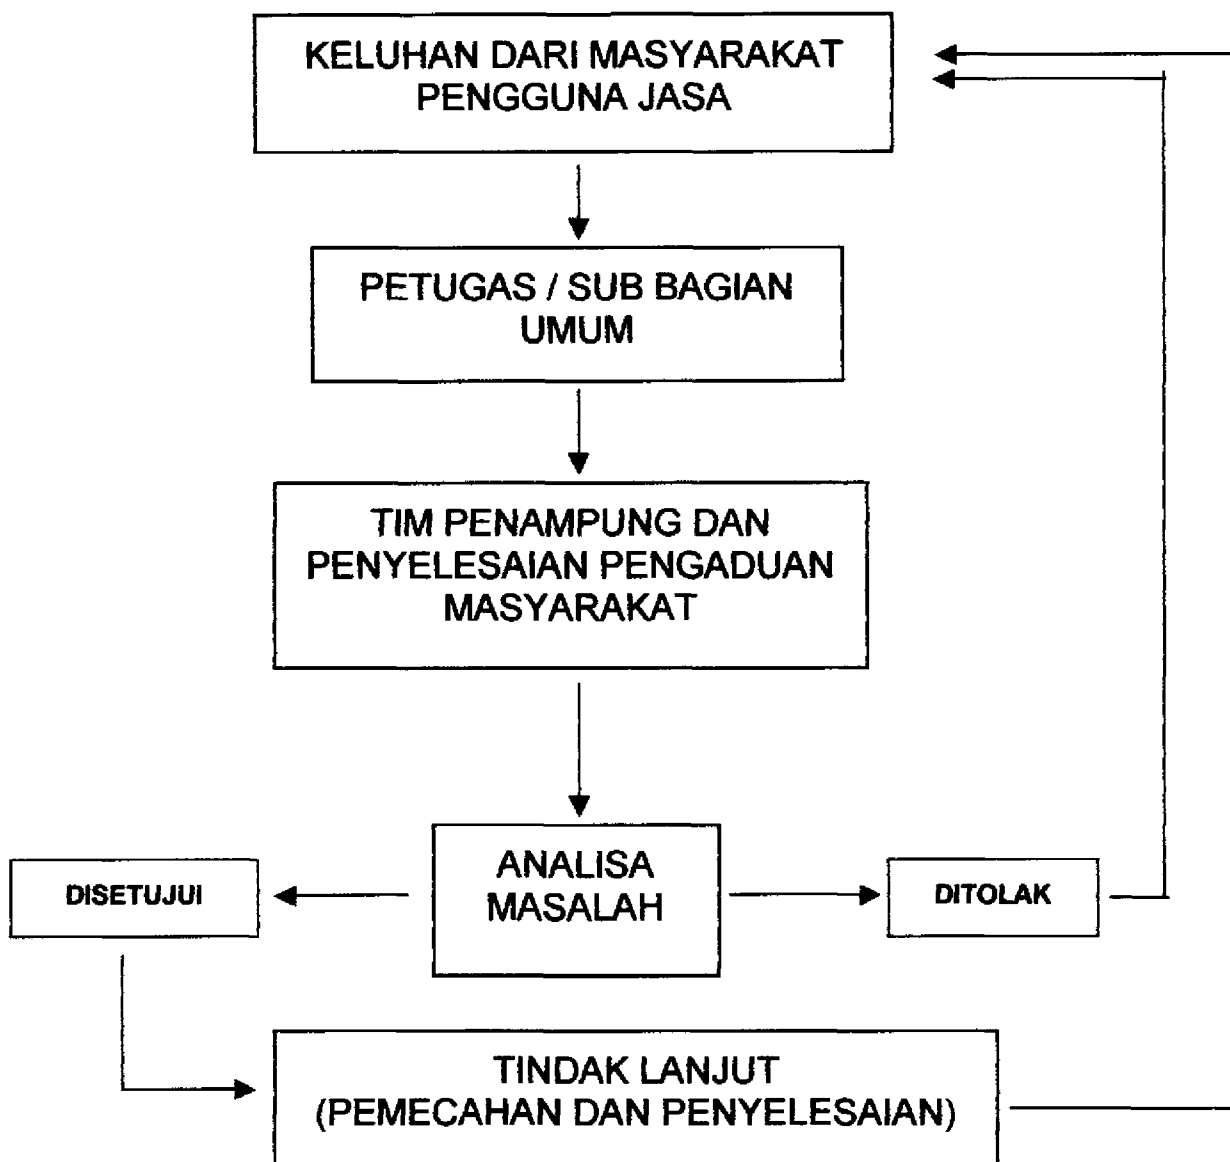 KELUHAN DARI MASYARAKAT
PENGGUNA JASA
PETUGAS / SUB BAGIAN
UMUM
TIM PENAMPUNG DAN
PENYELESAIAN PENGADUAN
MASYARAKAT
ANALISA
MASALAH
DISETUJUI
DITOLAK
TINDAK LANJUT
(PEMECAHAN DAN PENYELESAIAN)